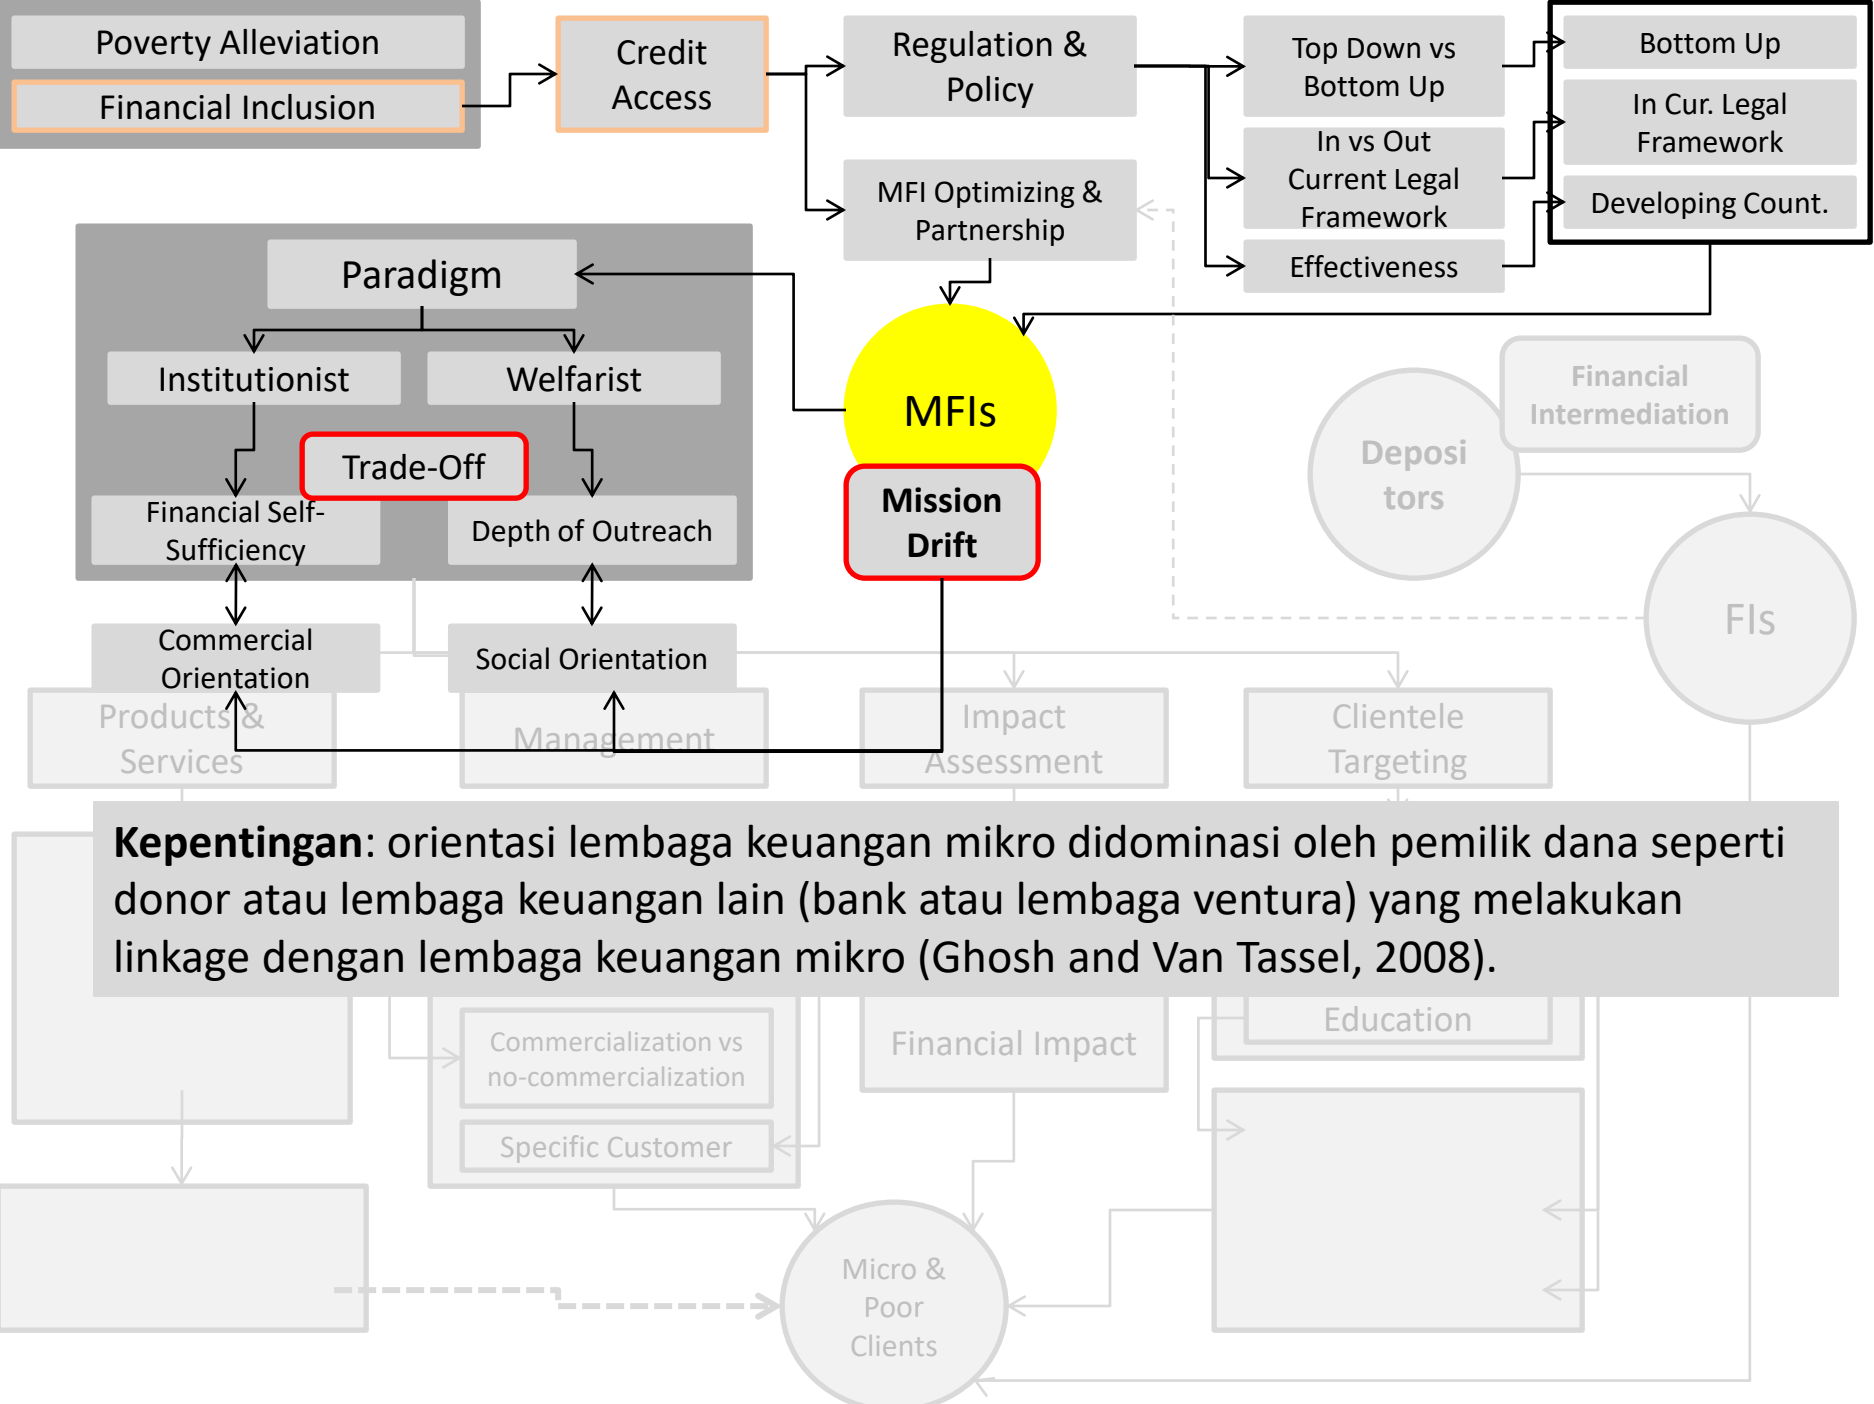 Poverty Alleviation
Financial Inclusion
Credit
Access
Regulation &
Policy
MFI Optimizing &
Partnership
Top Down vs
Bottom Up
In vs Out
Current Legal
Framework
Effectiveness
Bottom Up
In Cur. Legal
Framework
Developing Count.
Paradigm
Institutionist
Welfarist
Trade-Off
Financial Self-
Sufficiency
Depth of Outreach
Commercial
Orientation
Social Orientation
MFIs
Mission
Drift
Financial
Intermediation
Deposi
tors
FIs
Products &
Services
Management
Impact
Assessment
Clientele
Targeting
Kepentingan: orientasi lembaga keuangan mikro didominasi oleh pemilik dana seperti
donor atau lembaga keuangan lain (bank atau lembaga ventura) yang melakukan
linkage dengan lembaga keuangan mikro (Ghosh and Van Tassel, 2008).
Commercialization vs
no-commercialization
Specific Customer
Financial Impact
Education
Micro &
Poor
Clients